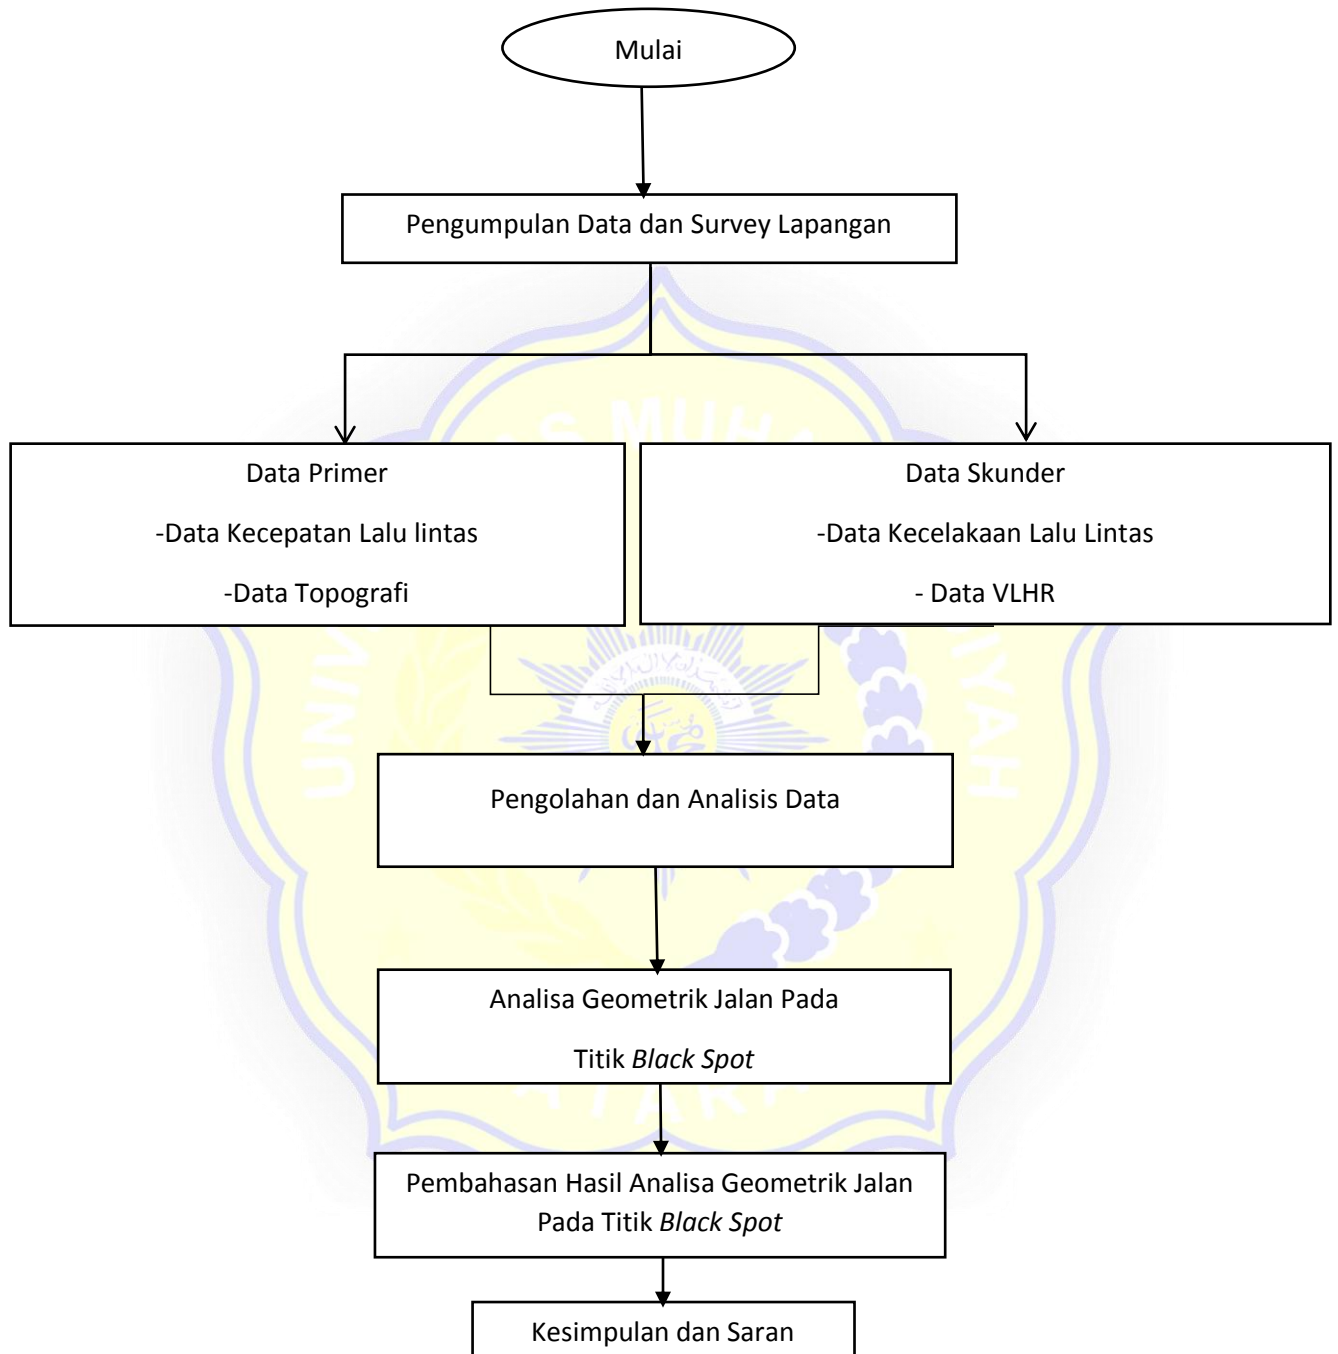 Mulai
Pengumpulan Data dan Survey Lapangan
Data Primer
-Data Kecepatan Lalu lintas
-Data Topografi
Data Skunder
-Data Kecelakaan Lalu Lintas
- Data VLHR
Pengolahan dan Analisis Data
Analisa Geometrik Jalan Pada
Titik Black Spot
Pembahasan Hasil Analisa Geometrik Jalan
Pada Titik Black Spot
Kesimpulan dan Saran